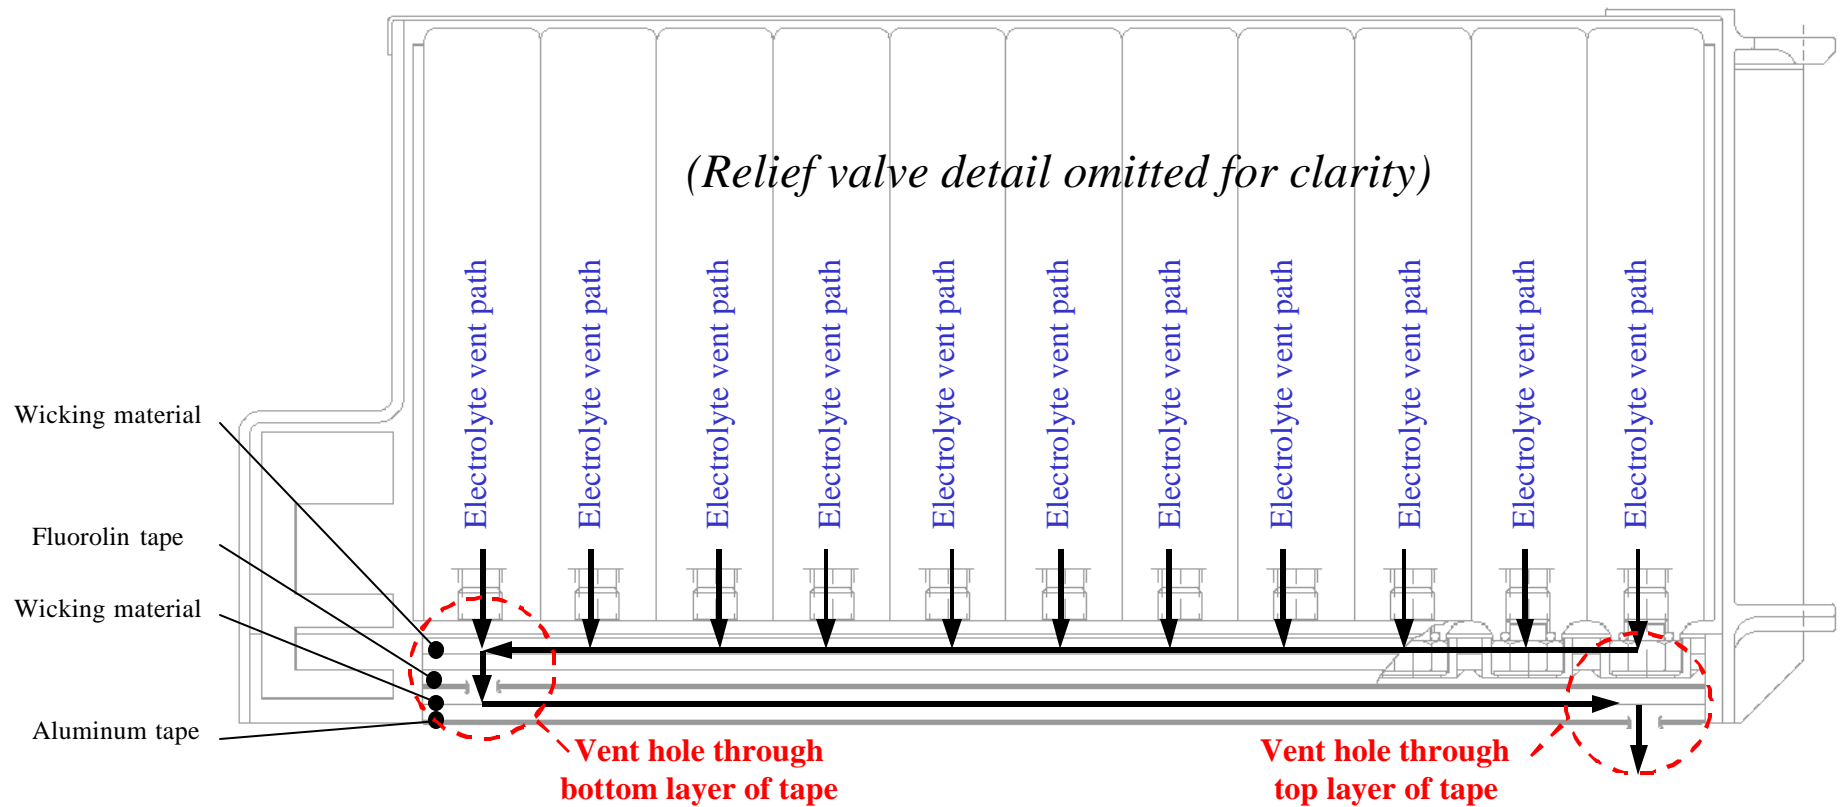 (Relief valve detail omitted for clarity)
Electrolyte vent path
Electrolyte vent path
Electrolyte vent path
Electrolyte vent path
Electrolyte vent path
Electrolyte vent path
Electrolyte vent path
Electrolyte vent path
Electrolyte vent path
Electrolyte vent path
Electrolyte vent path
Wicking material
Fluorolin tape
Wicking material
Aluminum tape
Vent hole through
bottom layer of tape
Vent hole through
top layer of tape